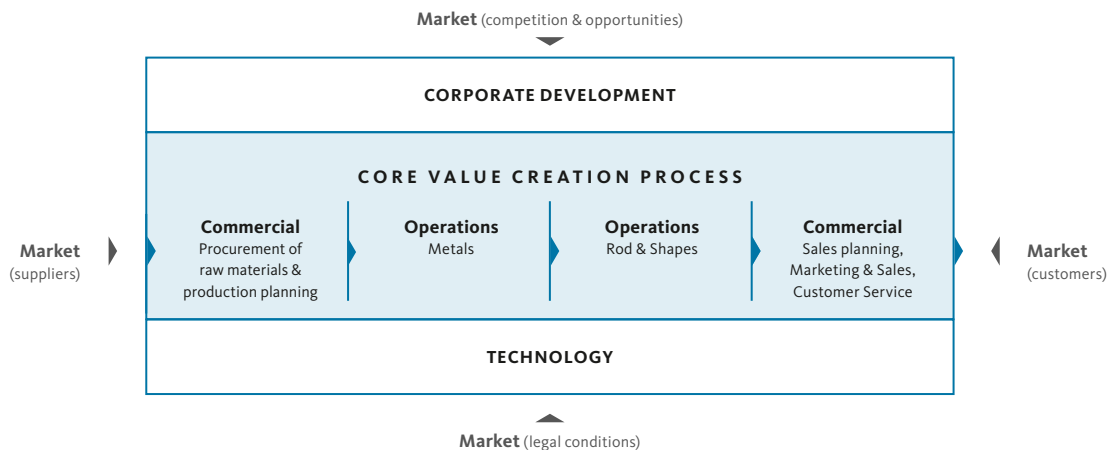 Market (competition & opportunities)
CORPORATE DEVELOPMENT
CORE VALUE CREATION PROCESS
Market
(suppliers)
Commercial
Procurement of
raw materials &
production planning
Operations
Metals
Operations
Rod & Shapes
Commercial
Sales planning,
Marketing & Sales,
Customer Service
Market
(customers)
TECHNOLOGY
Market (legal conditions)